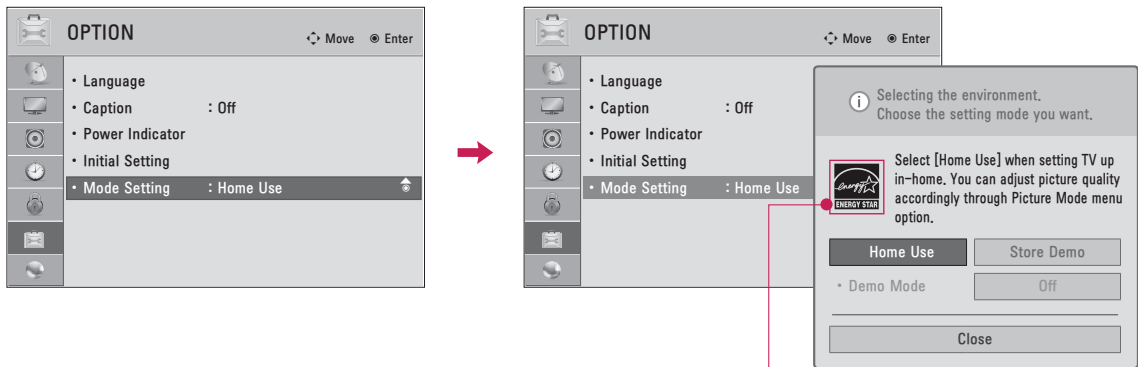 OPTION
Move
Enter
• Language
• Caption : Off
• Power Indicator
• Initial Setting
• Mode Setting : Home Use
OPTION
Move
Enter
• Language
• Caption : Off
• Power Indicator
• Initial Setting
• Mode Setting : Home Use
i
Selecting the environment.
Choose the setting mode you want.
energy
ENERGY STAR
Select [Home Use] when setting TV up
in-home. You can adjust picture quality
accordingly through Picture Mode menu
option.
Home Use
Store Demo
• Demo Mode
Off
Close